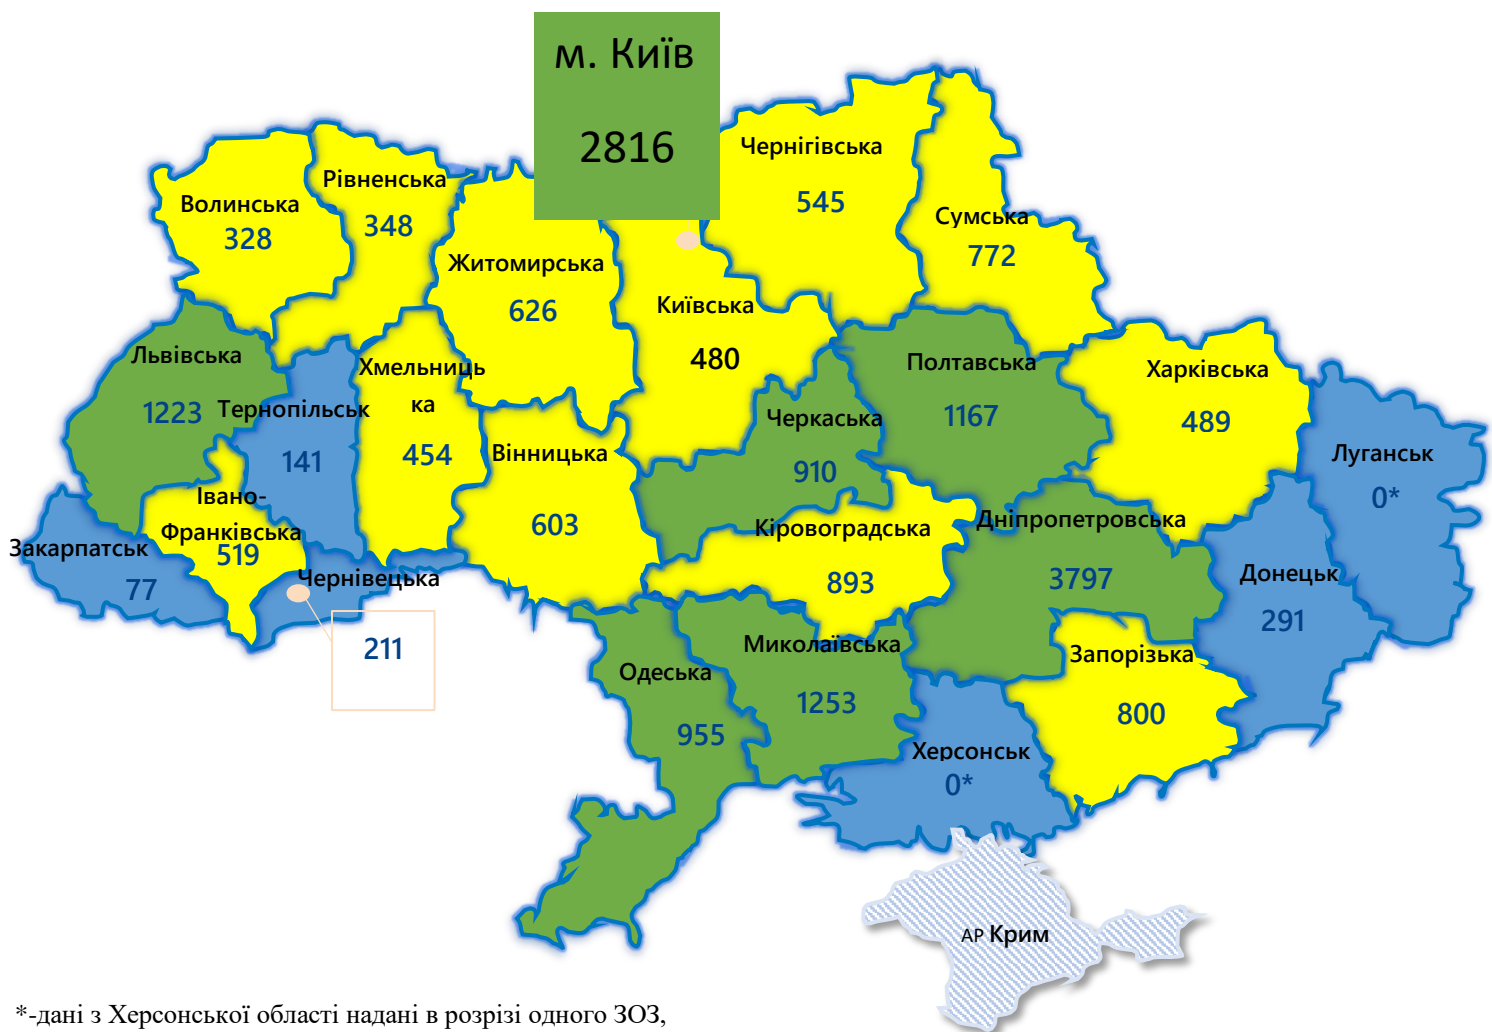 м. Київ
2816
Чернігівська
545
Сумська
772
Рівненська
348
Волинська
328
Житомирська
626
Київська
480
Львівська
1223
Тернопільськ
141
Хмельниць
ка
454
Вінницька
603
Черкаська
910
Полтавська
1167
Харківська
489
Луганськ
0*
Івано-
Франківська
519
Закарпатськ
77
Чернівецька
211
Кіровоградська
893
Дніпропетровська
3797
Донецьк
291
Одеська
955
Миколаївська
1253
Запорізька
800
Херсонськ
0*
АР Крим
*-дані з Херсонської області надані в розрізі одного ЗОЗ,